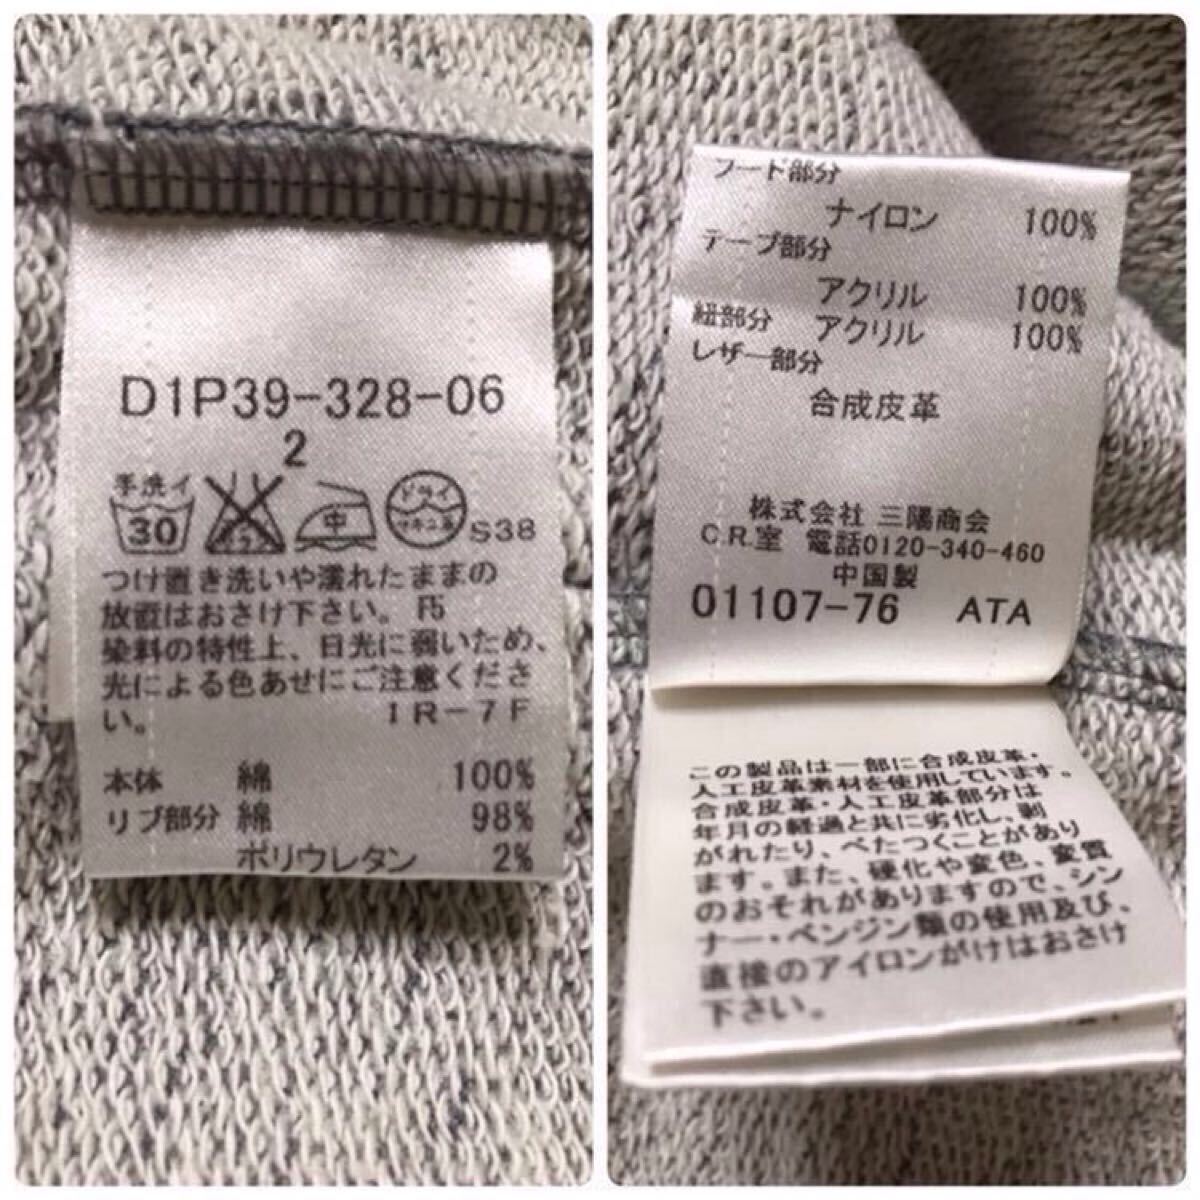 D1P39-328-06
2
手洗イ
30
エンソ
サラシ
中
ドライ
セキユ系
S38
つけ置き洗いや濡れたままの
放置はおさけ下さい。F5
染料の特性上、日光に弱いため、
光による色あせにご注意くださ
い。 IR-7F
本体 綿 100%
リブ部分 綿 98%
ポリウレタン 2%
フード部分
ナイロン 100%
テープ部分
アクリル 100%
紐部分 アクリル 100%
レザー部分
合成皮革
株式会社 三陽商会
C.R.室 電話0120-340-460
中国製
01107-76 ATA
この製品は一部に合成皮革・
人工皮革素材を使用しています。
合成皮革・人工皮革部分は
年月の経過と共に劣化し、剥
がれたり、べたつくことがあり
ます。また、硬化や変色、変質
のおそれがありますので、シン
ナー・ベンジン類の使用及び、
直接のアイロンがけはおさけ
下さい。